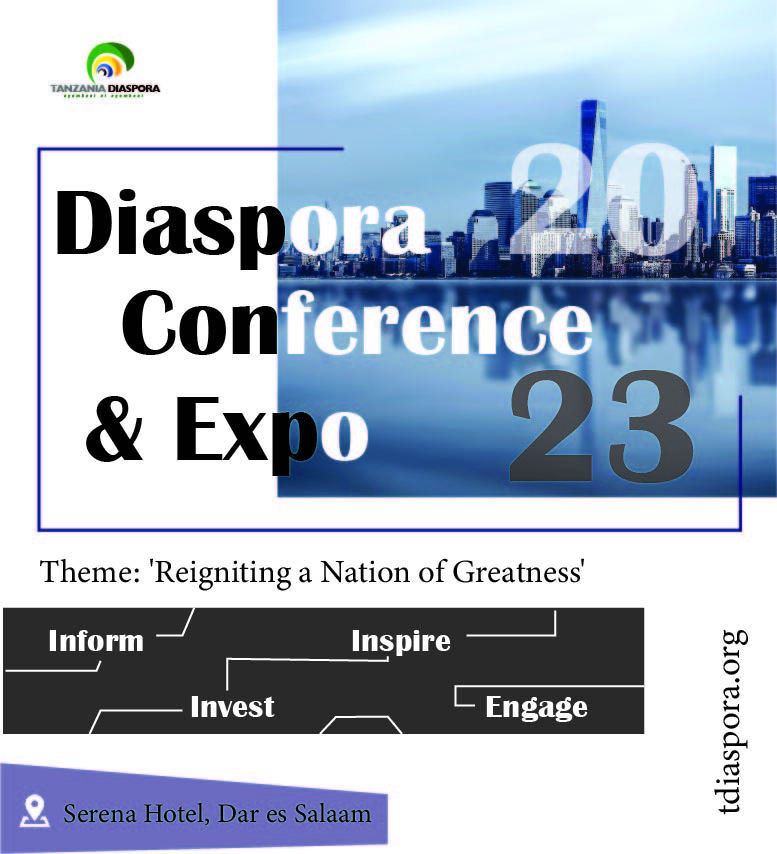 TANZANIA DIASPORA
20
Diaspora
Conference
& Expo
23
Theme: 'Reigniting a Nation of Greatness'
Inform
Inspire
Invest
Engage
tdiaspora.org
Serena Hotel, Dar es Salaam